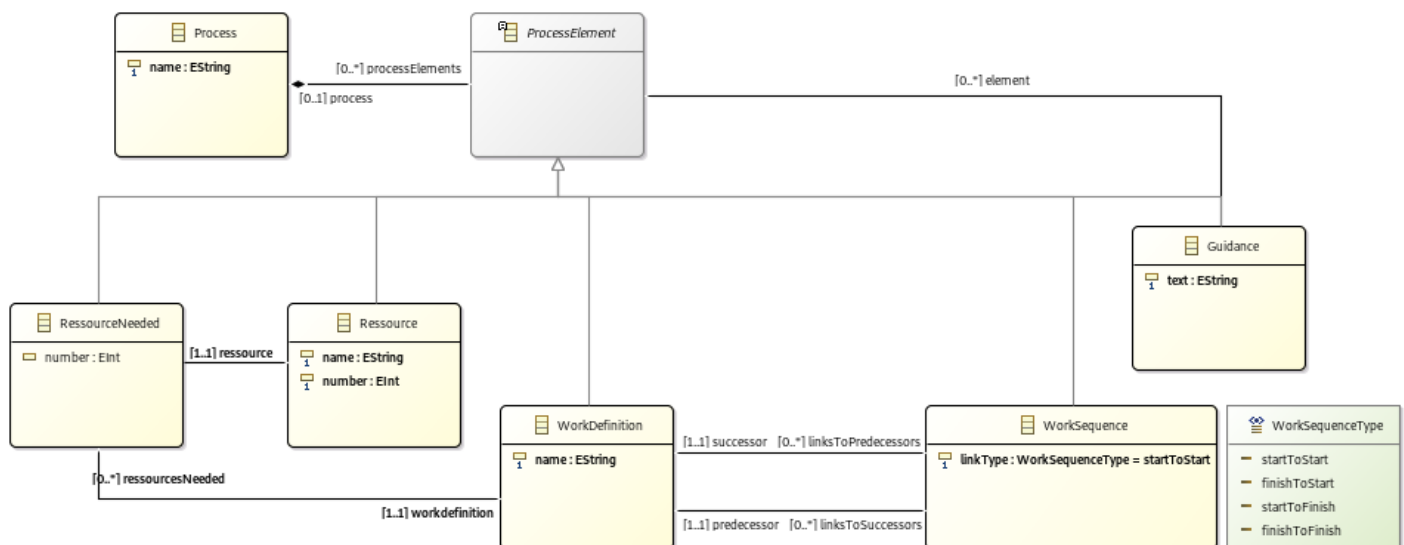 Process
ProcessElement
name : EString
[0..*] processElements
[0..1] process
[0..*] element
Guidance
text : EString
RessourceNeeded
number : EInt
[1..1] ressource
Ressource
name : EString
number : EInt
WorkDefinition
name : EString
[1..1] successor
[0..*] linksToPredecessors
WorkSequence
linkType : WorkSequenceType = startToStart
WorkSequenceType
startToStart
finishToStart
startToFinish
finishToFinish
[0..*] ressourcesNeeded
[1..1] workdefinition
[1..1] predecessor
[0..*] linksToSuccessors